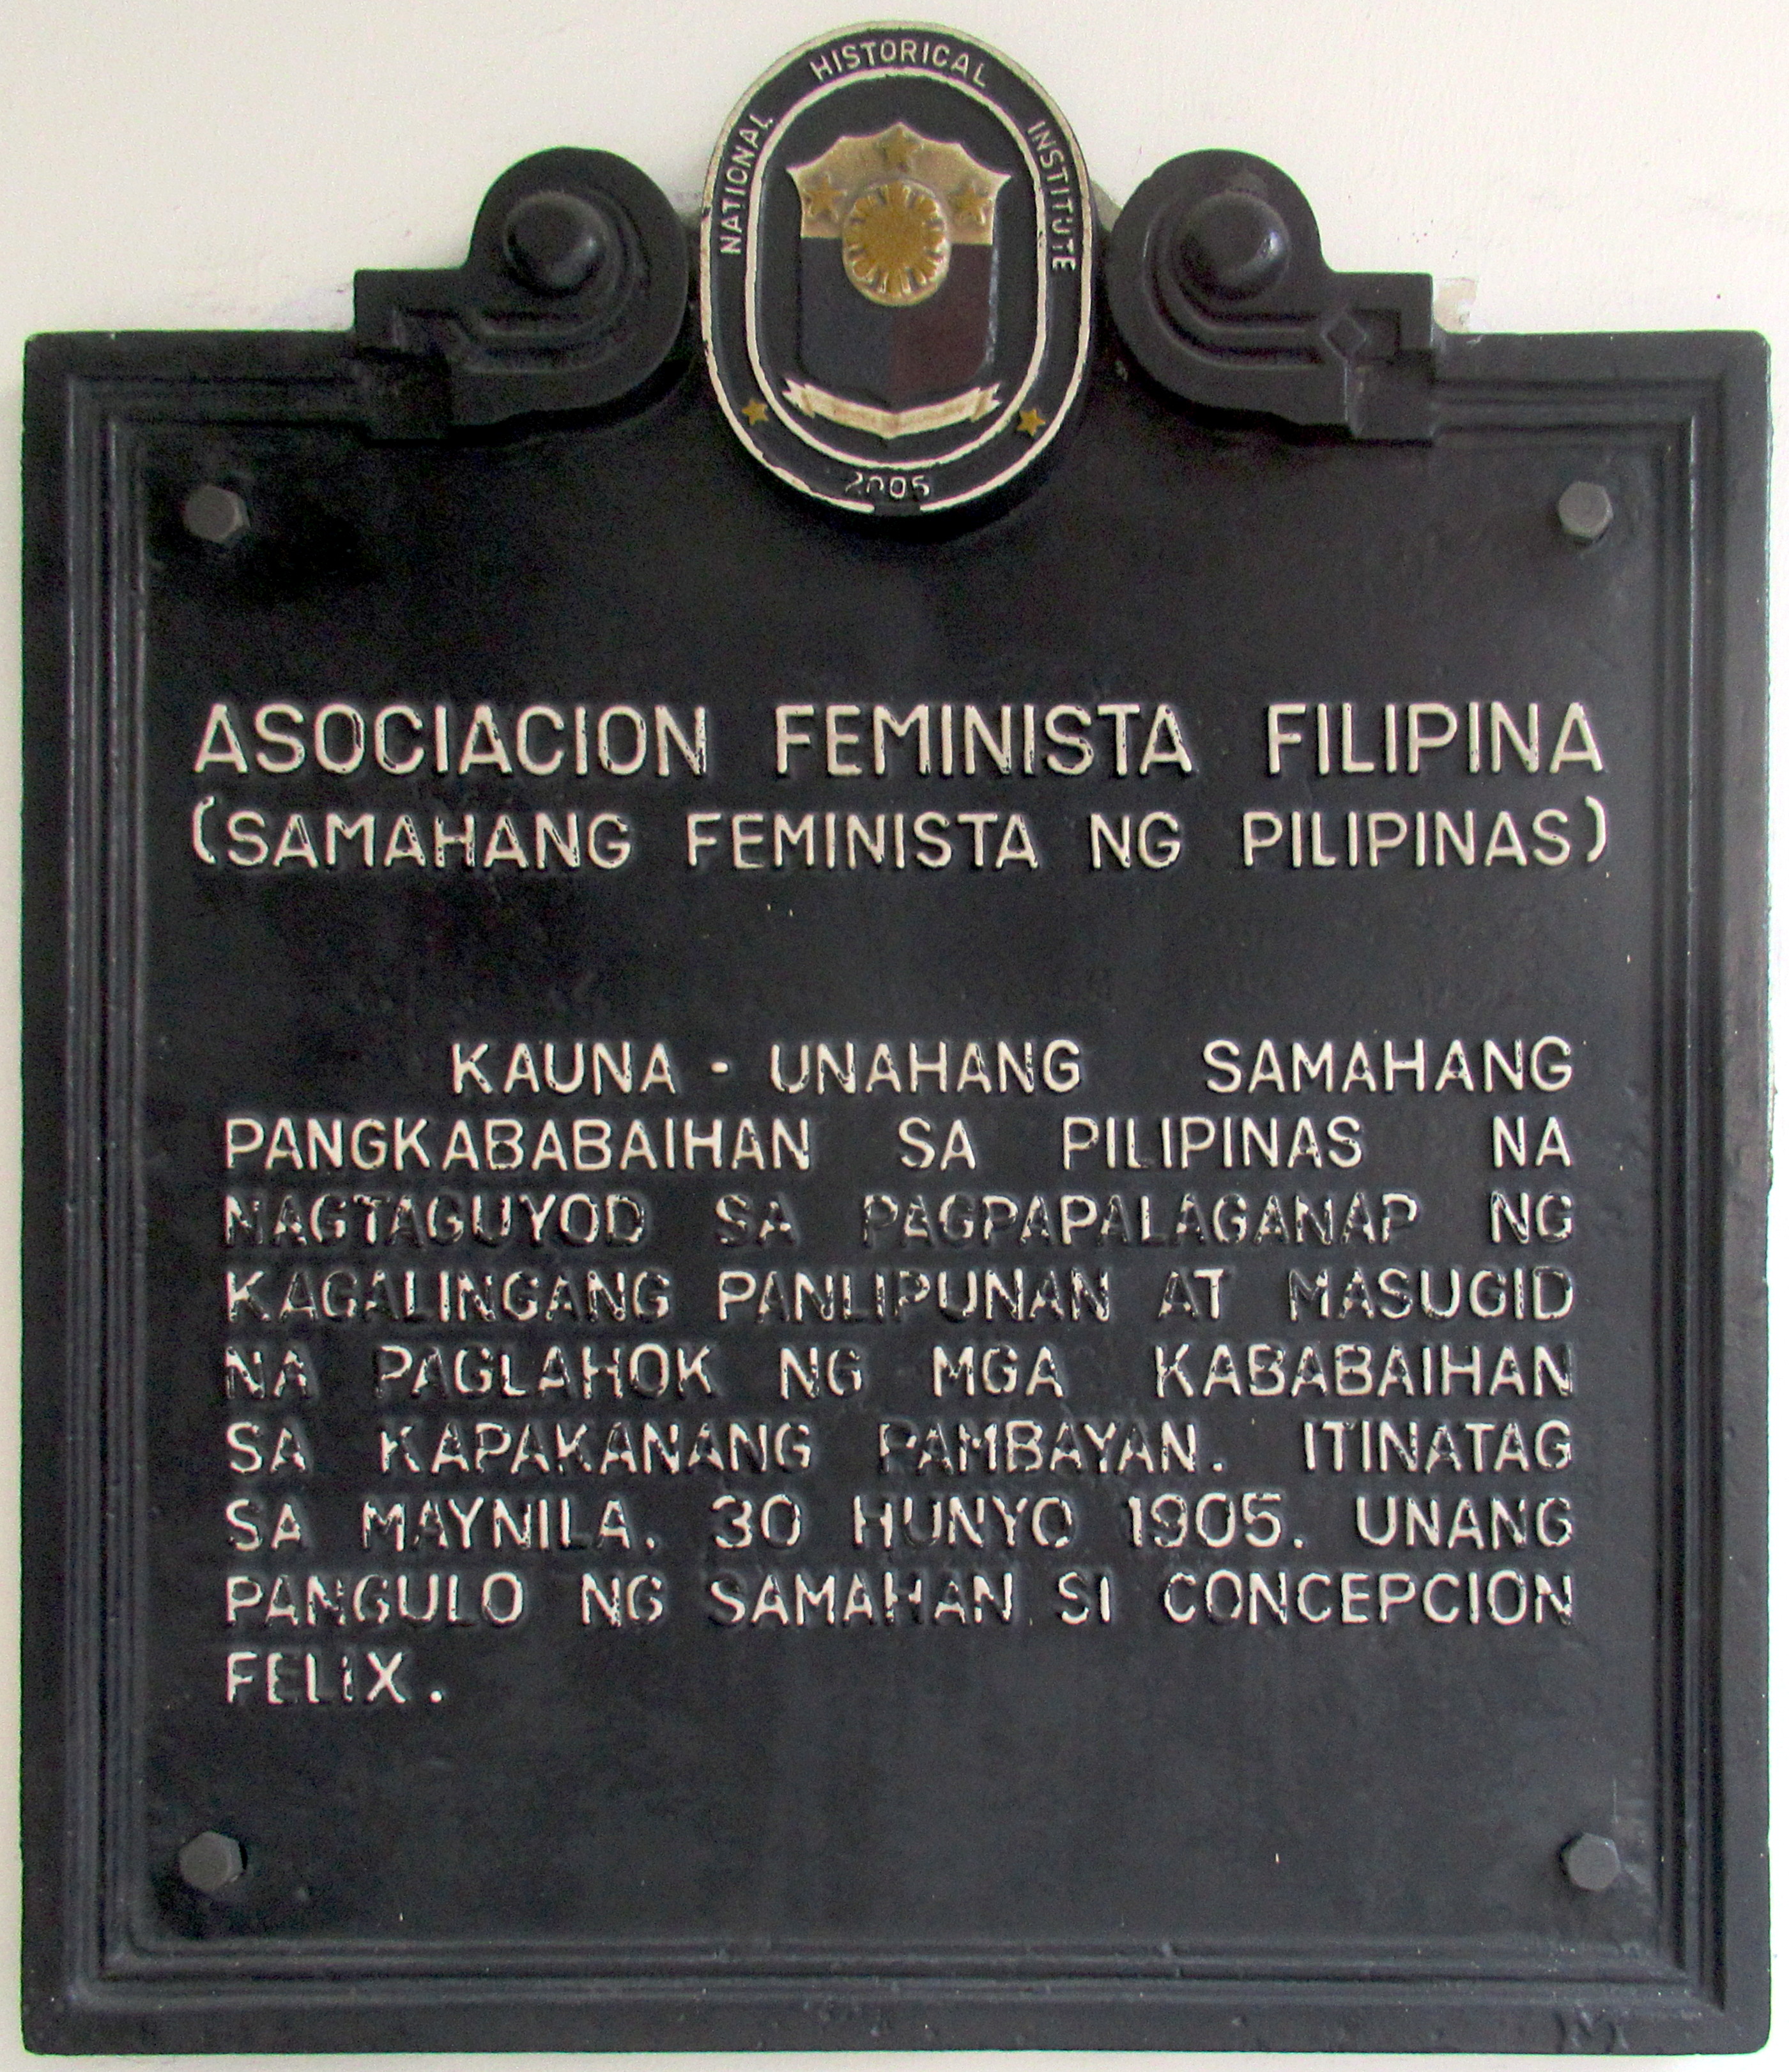 NATIONAL HISTORICAL INSTITUTE
2005
ASOCIACION FEMINISTA FILIPINA
(SAMAHANG FEMINISTA NG PILIPINAS)
KAUNA - UNAHANG SAMAHANG
PANGKABABAIHAN SA PILIPINAS NA
NAGTAGUYOD SA PAGPAPALAGANAP NG
KAGALINGANG PANLIPUNAN AT MASUGID
NA PAGLAHOK NG MGA KABABAIHAN
SA KAPAKANANG PAMBAYAN. ITINATAG
SA MAYNILA, 30 HUNYO 1905. UNANG
PANGULO NG SAMAHAN SI CONCEPCION
FELIX.